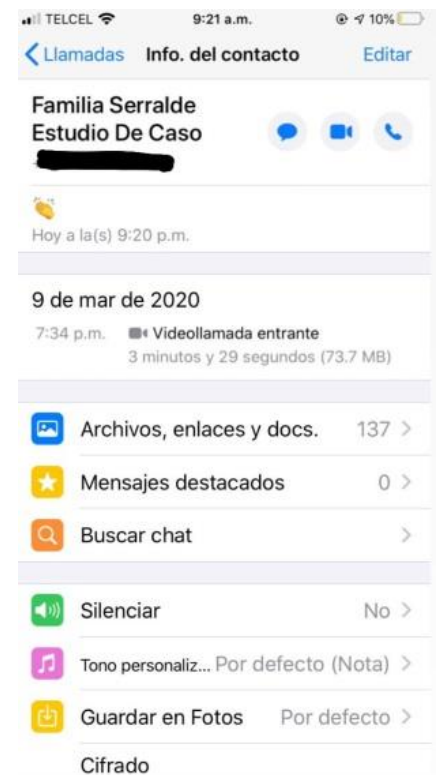 TELCEL 9:21 a.m. 10%
Llamadas Info. del contacto Editar
Familia Serralde
Estudio De Caso
Hoy a la(s) 9:20 p.m.
9 de mar de 2020
7:34 p.m. Videollamada entrante
3 minutos y 29 segundos (73.7 MB)
Archivos, enlaces y docs. 137
Mensajes destacados 0
Buscar chat
Silenciar No
Tono personaliz... Por defecto (Nota)
Guardar en Fotos Por defecto
Cifrado